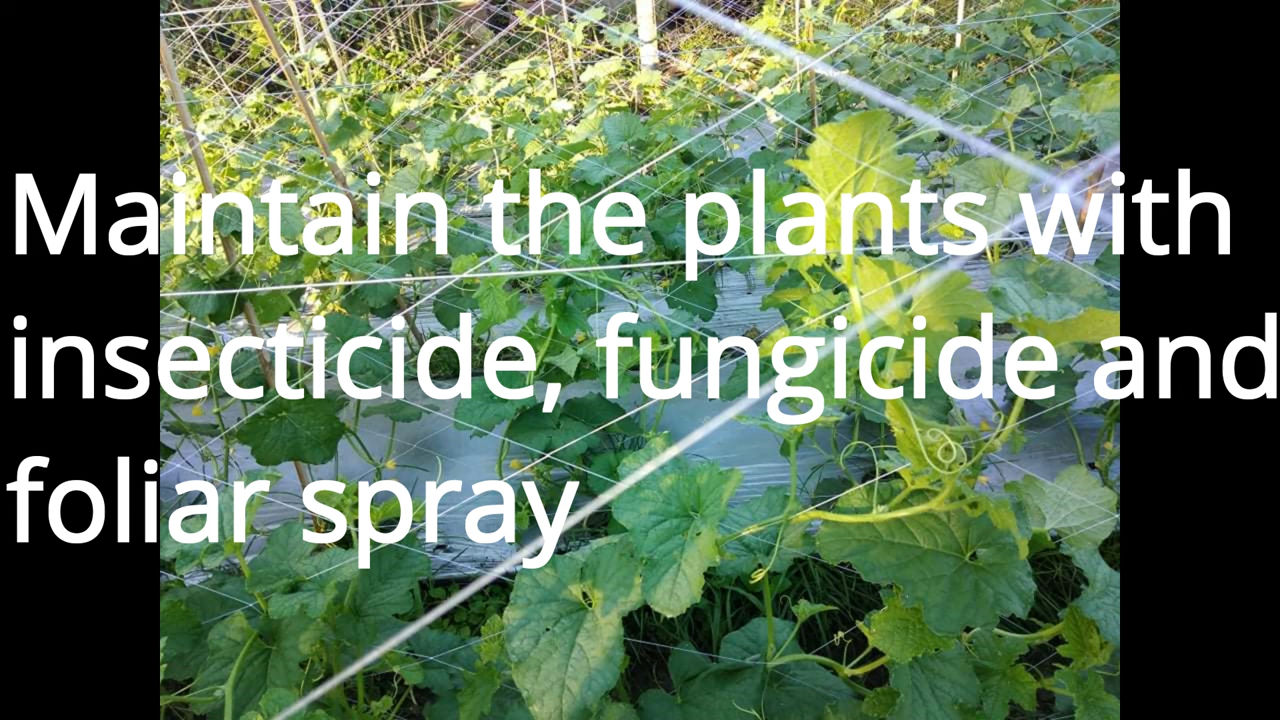 Maintain the plants with
insecticide, fungicide and
foliar spray